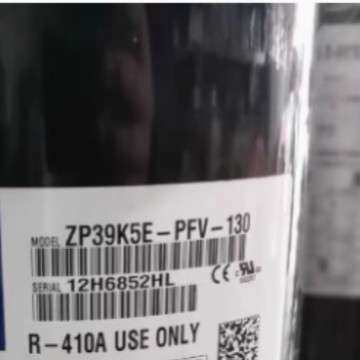 MODEL ZP39K5E-PFV-130
SERIAL 12H6852HL
R-410A USE ONLY